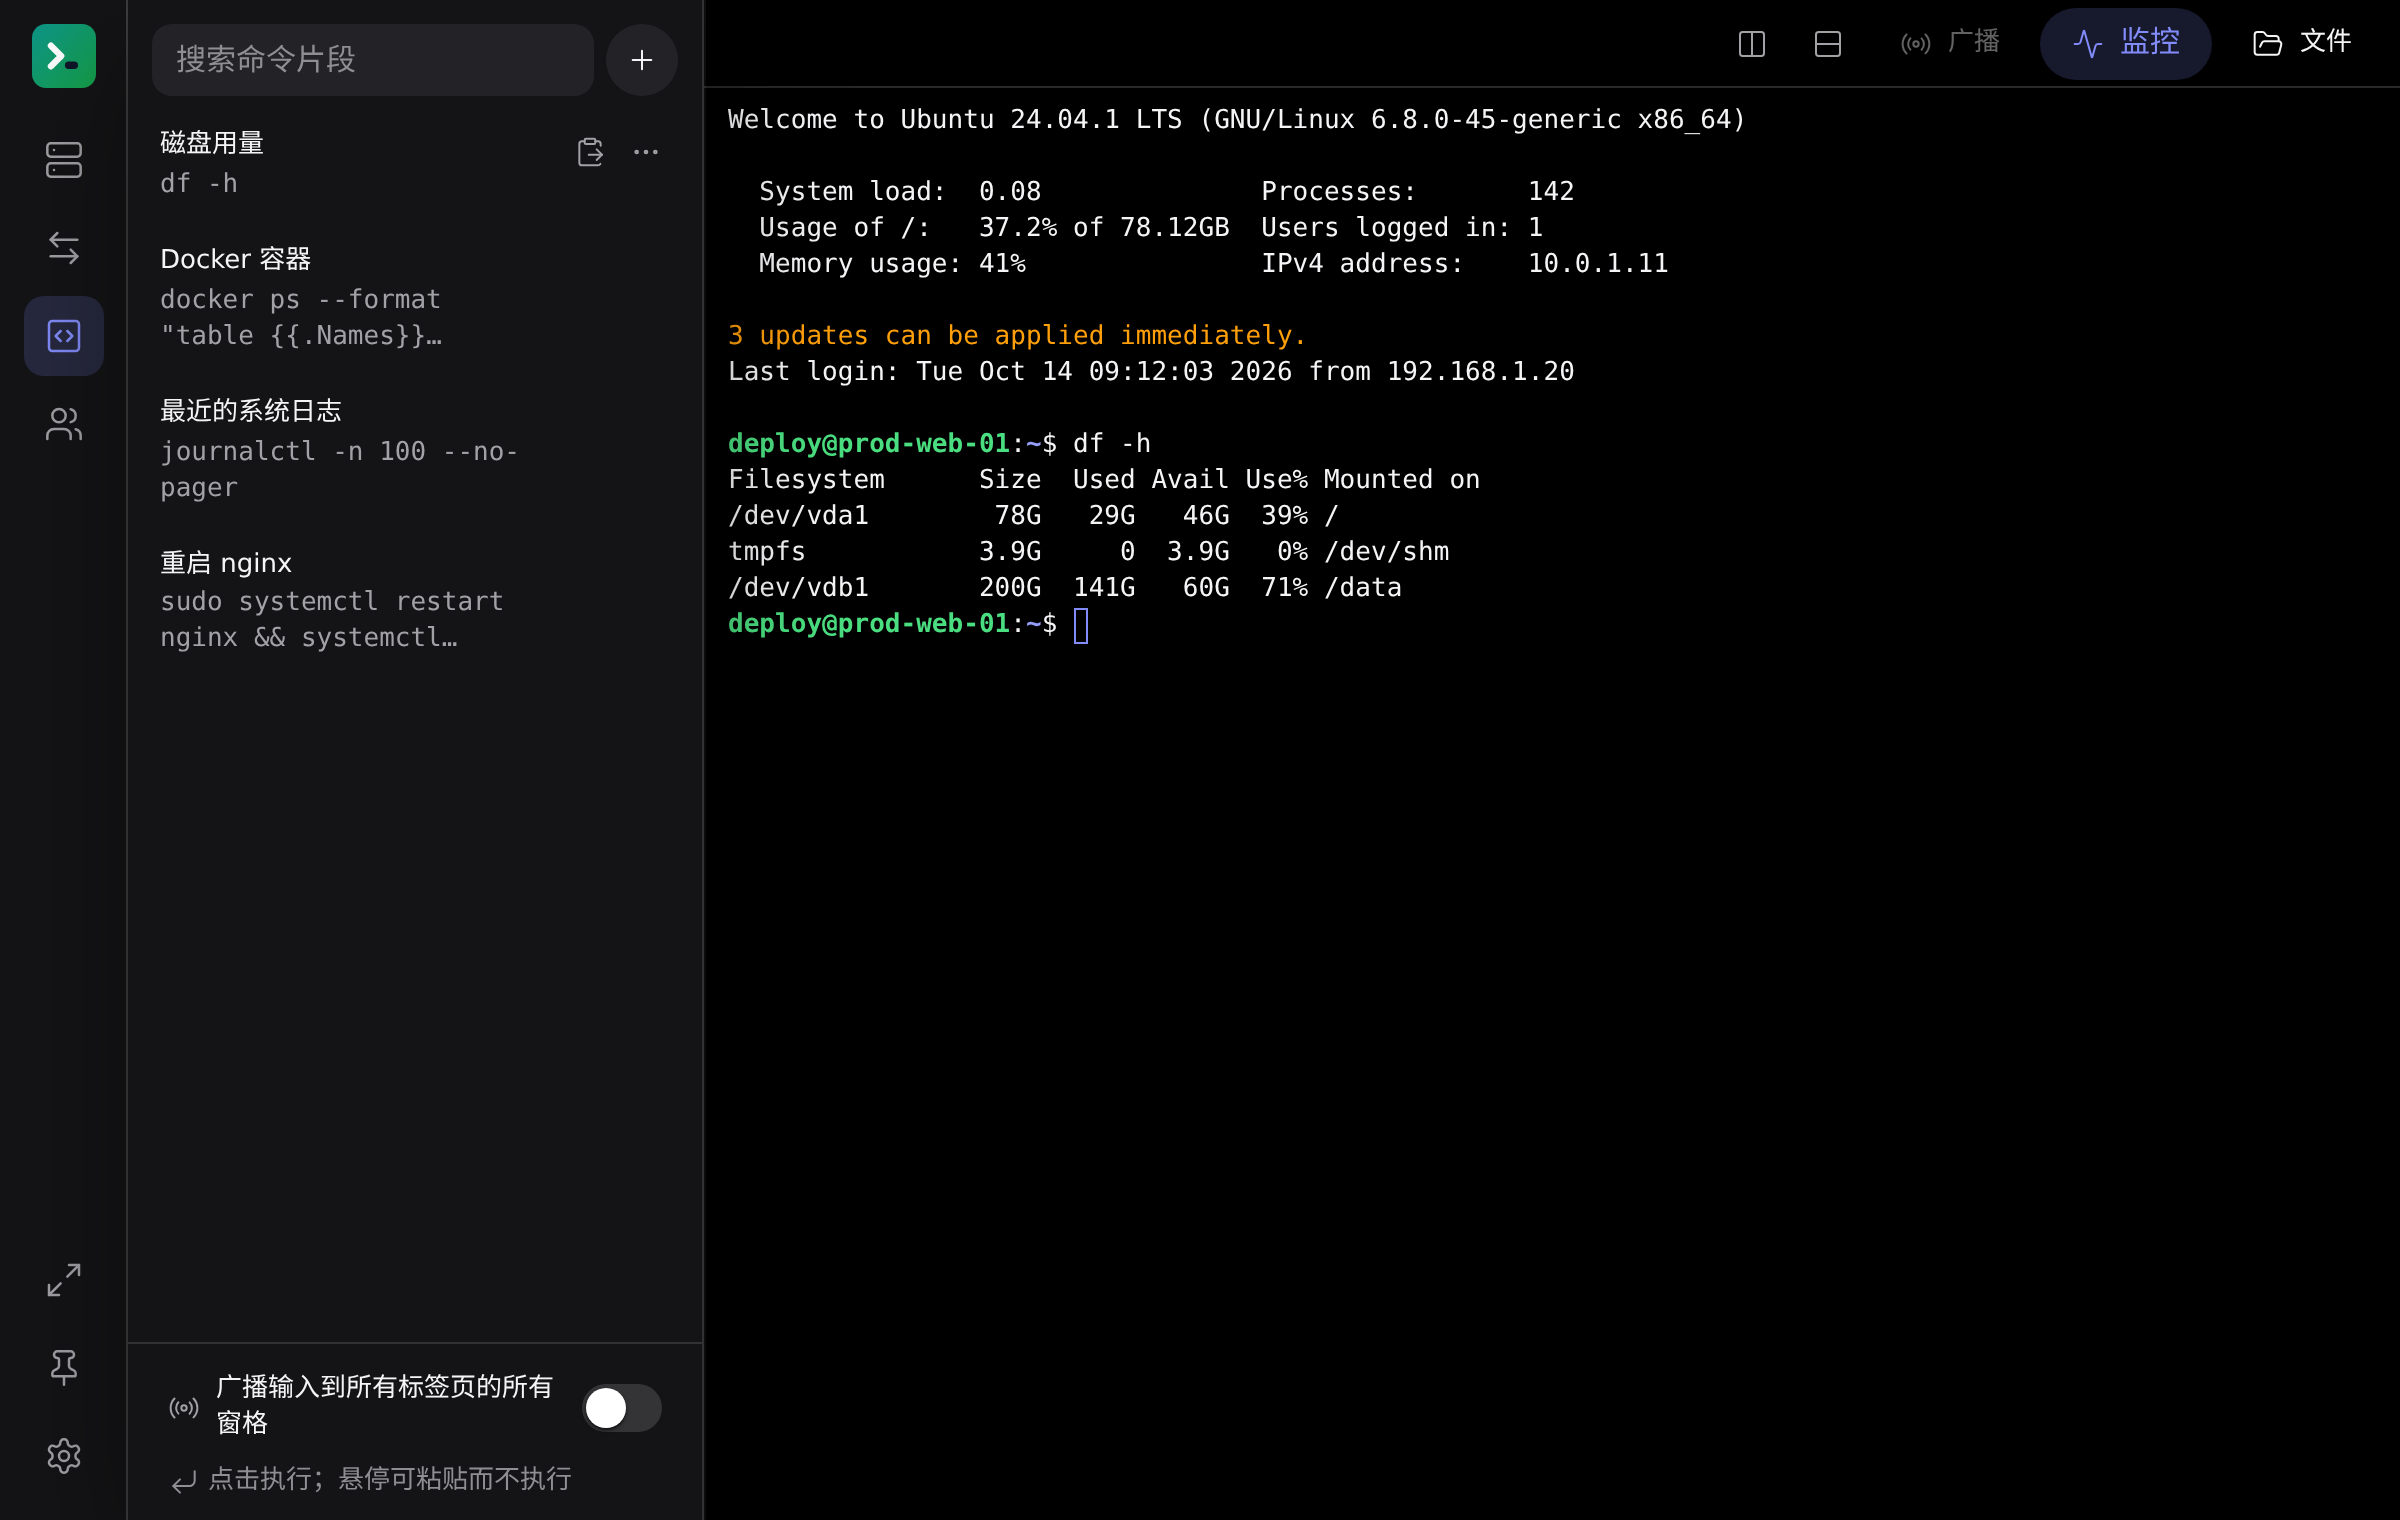 搜索命令片段
磁盘用量
df -h
Docker 容器
docker ps --format
"table {{.Names}}…
最近的系统日志
journalctl -n 100 --no-
pager
重启 nginx
sudo systemctl restart
nginx && systemctl…
广播输入到所有标签页的所有
窗格
点击执行；悬停可粘贴而不执行
广播 监控 文件
Welcome to Ubuntu 24.04.1 LTS (GNU/Linux 6.8.0-45-generic x86_64)
System load:  0.08              Processes:       142
Usage of /:   37.2% of 78.12GB  Users logged in: 1
Memory usage: 41%               IPv4 address:    10.0.1.11
3 updates can be applied immediately.
Last login: Tue Oct 14 09:12:03 2026 from 192.168.1.20
deploy@prod-web-01:~$ df -h
Filesystem      Size  Used Avail Use% Mounted on
/dev/vda1        78G   29G   46G  39% /
tmpfs           3.9G     0  3.9G   0% /dev/shm
/dev/vdb1       200G  141G   60G  71% /data
deploy@prod-web-01:~$